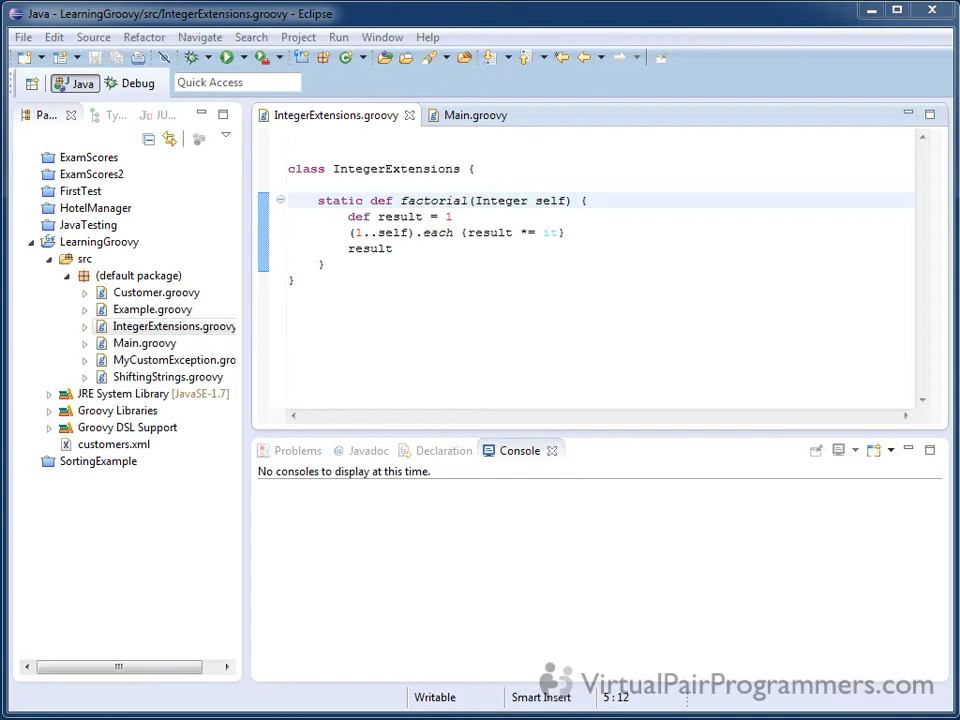 Java - LearningGroovy/src/IntegerExtensions.groovy - Eclipse
File Edit Source Refactor Navigate Search Project Run Window Help
Java Debug Quick Access
Pa... Ty... JU...
ExamScores
ExamScores2
FirstTest
HotelManager
JavaTesting
LearningGroovy
src
(default package)
Customer.groovy
Example.groovy
IntegerExtensions.groovy
Main.groovy
MyCustomException.gro
ShiftingStrings.groovy
JRE System Library [JavaSE-1.7]
Groovy Libraries
Groovy DSL Support
customers.xml
SortingExample
IntegerExtensions.groovy Main.groovy
class IntegerExtensions {
static def factorial(Integer self) {
def result = 1
(1..self).each {result *= it}
result
}
}
Problems @ Javadoc Declaration Console
No consoles to display at this time.
Writable Smart Insert 5:12
VirtualPairProgrammers.com